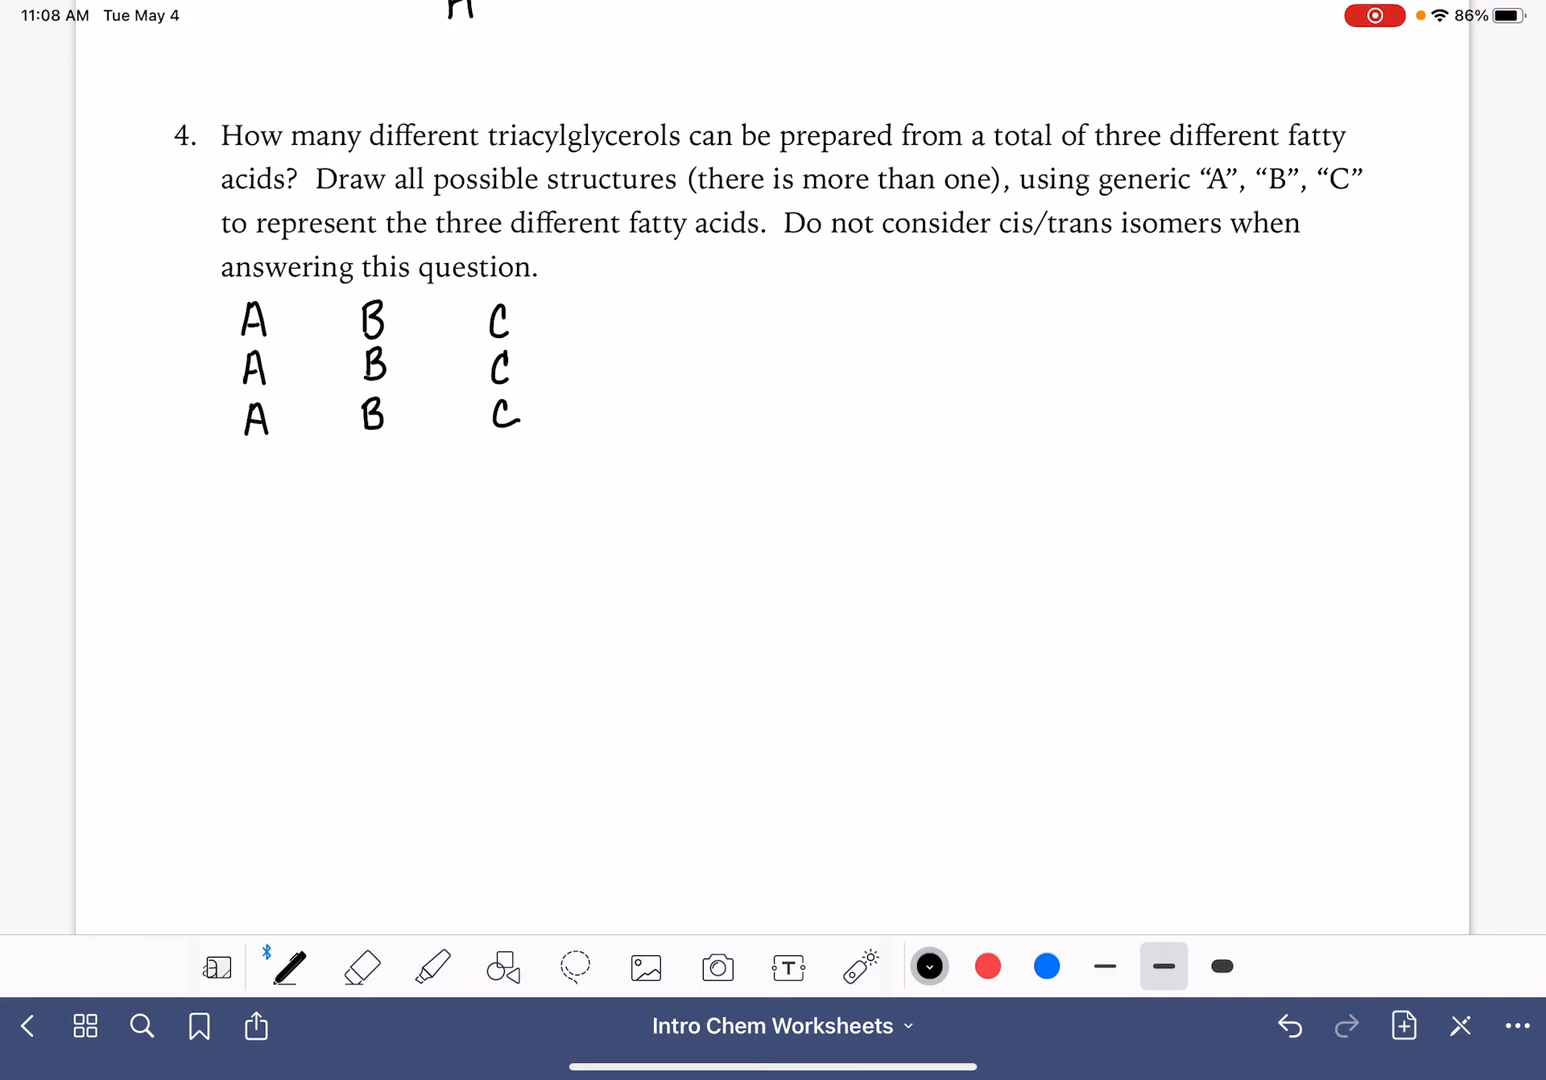 11:08 AM Tue May 4
86%
4. How many different triacylglycerols can be prepared from a total of three different fatty
acids? Draw all possible structures (there is more than one), using generic “A”, “B”, “C”
to represent the three different fatty acids. Do not consider cis/trans isomers when
answering this question.
A B C
A B C
A B C
Intro Chem Worksheets